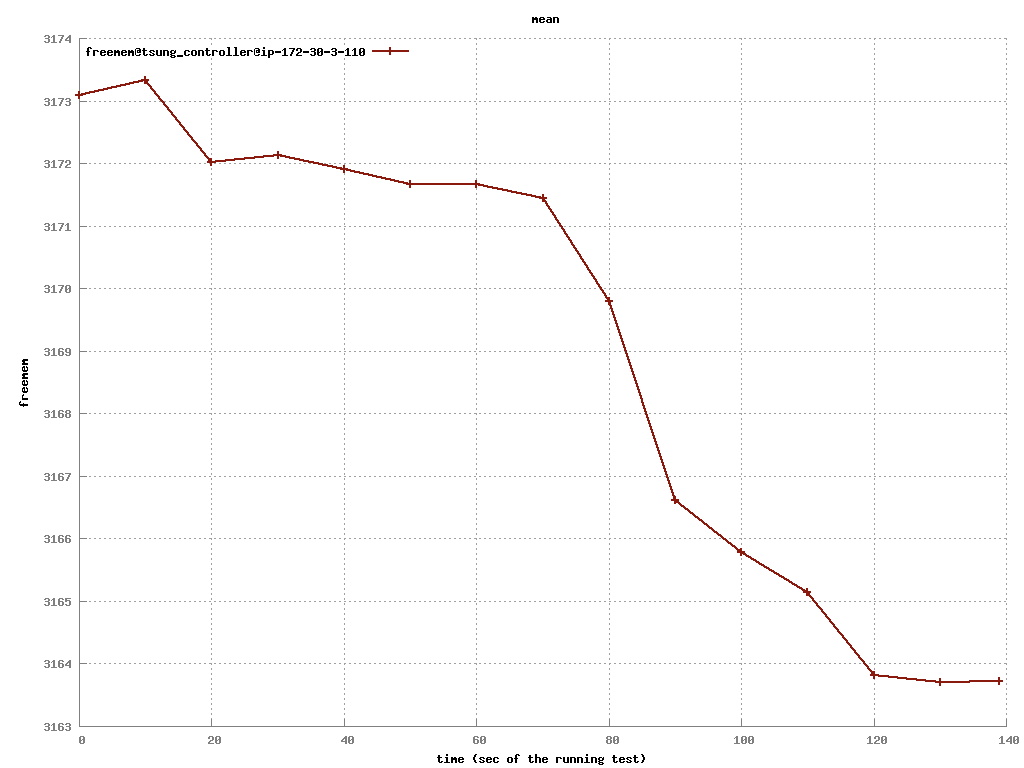 mean
freemem@tsung_controller@ip-172-30-3-110
3174
3173
3172
3171
3170
3169
3168
3167
3166
3165
3164
3163
freemem
0 20 40 60 80 100 120 140
time (sec of the running test)